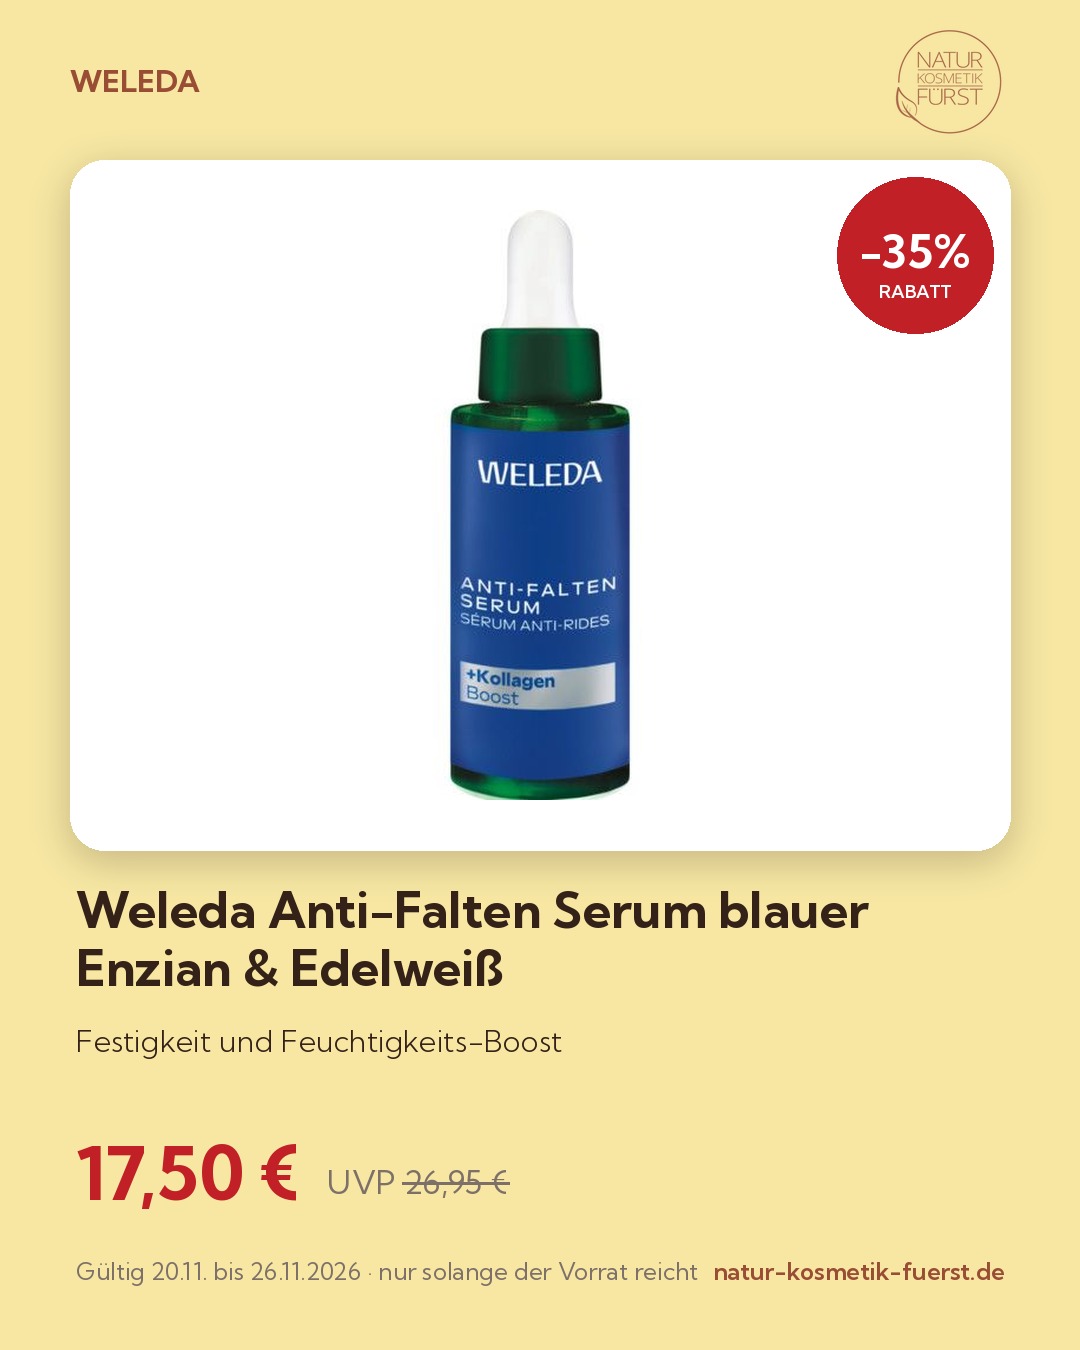 WELEDA
NATUR
KOSMETIK
FÜRST
-35%
RABATT
WELEDA
ANTI-FALTEN
SERUM
SÉRUM ANTI-RIDES
+Kollagen
Boost
Weleda Anti-Falten Serum blauer
Enzian & Edelweiß
Festigkeit und Feuchtigkeits-Boost
17,50 € UVP 26,95 €
Gültig 20.11. bis 26.11.2026 · nur solange der Vorrat reicht natur-kosmetik-fuerst.de